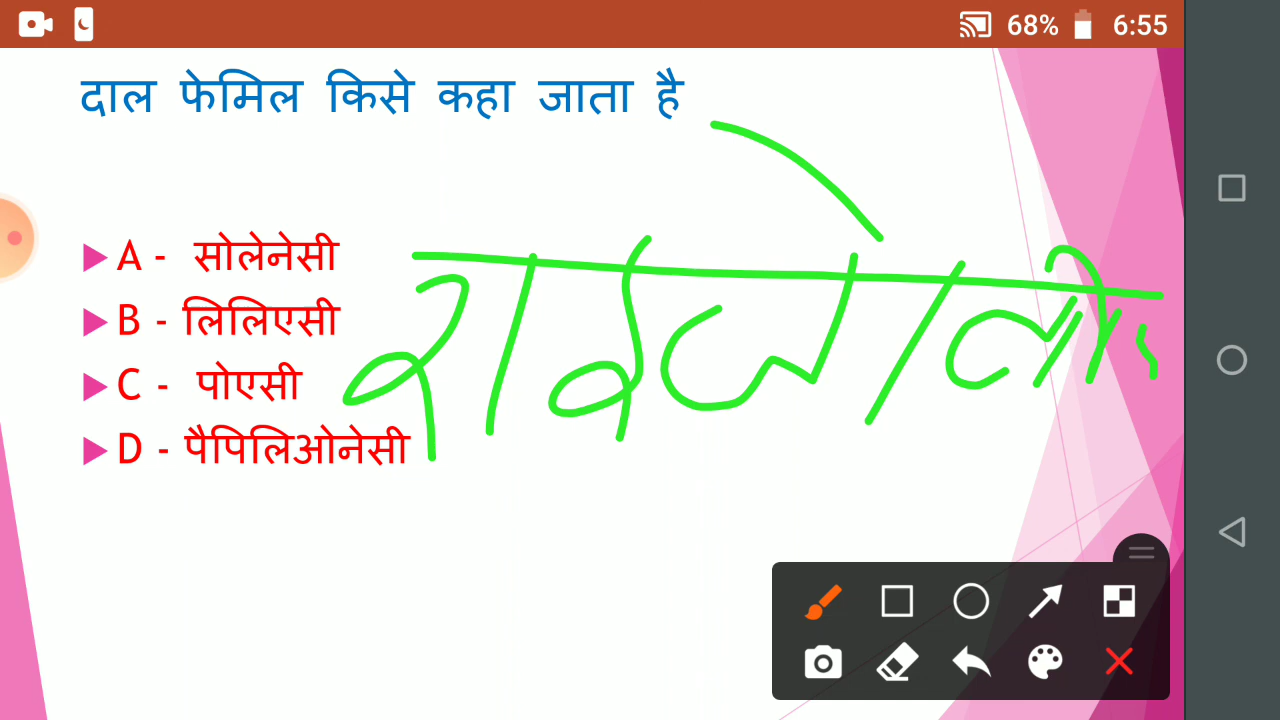 68% 6:55
दाल फेमिल किसे कहा जाता है
A - सोलेनेसी
B - लिलिएसी
C - पोएसी
D - पैपिलिओनेसी